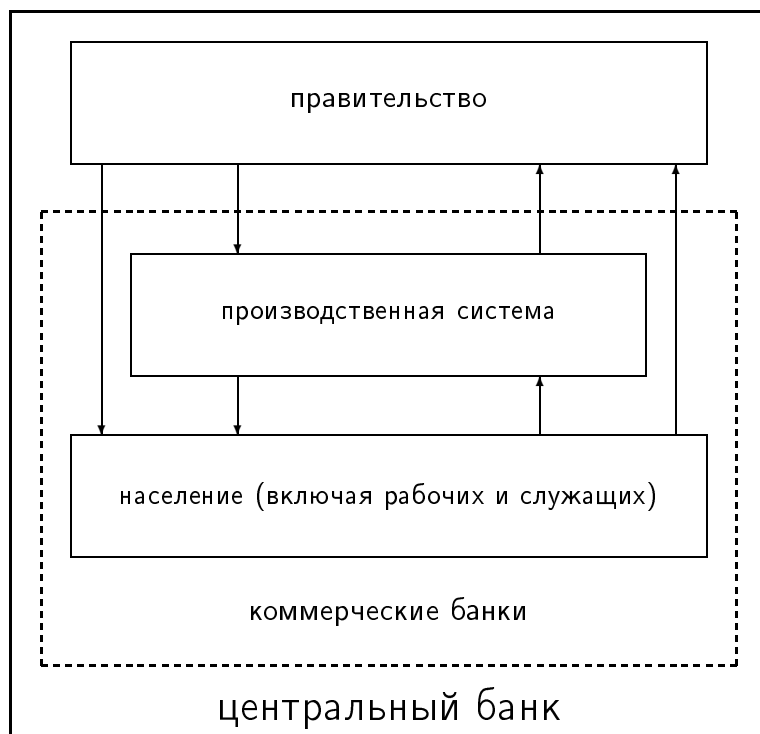 правительство
производственная система
население (включая рабочих и служащих)
коммерческие банки
центральный банк